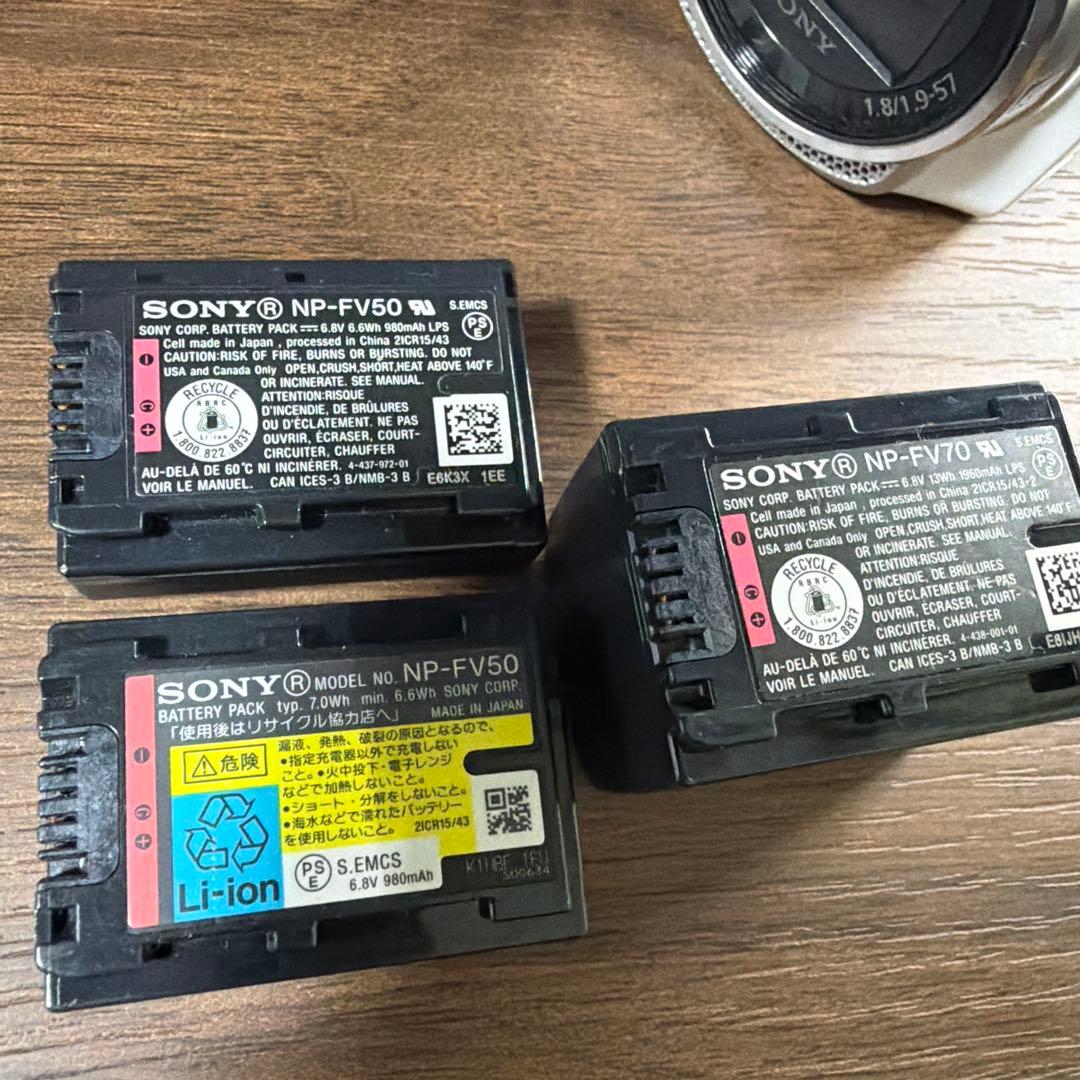 SONY
1.8/1.9-57
SONY® NP-FV50
S.EMCS
SONY CORP. BATTERY PACK 6.8V 6.6Wh 980mAh LPS
PS
E
Cell made in Japan , processed in China 2ICR15/43
CAUTION:RISK OF FIRE, BURNS OR BURSTING. DO NOT
USA and Canada Only OPEN,CRUSH,SHORT,HEAT ABOVE 140°F
OR INCINERATE. SEE MANUAL.
ATTENTION:RISQUE
D'INCENDIE, DE BRÛLURES
OU D'ÉCLATEMENT. NE PAS
OUVRIR, ÉCRASER, COURT-
CIRCUITER, CHAUFFER
AU-DELÀ DE 60°C NI INCINÉRER. 4-437-972-01
VOIR LE MANUEL. CAN ICES-3 B/NMB-3 B
RECYCLE
RBRC
Li-ion
1.800.822.8837
E6K3X 1EE
- C +
SONY® NP-FV70
S.EMCS
SONY CORP. BATTERY PACK 6.8V 13Wh 1960mAh LPS
PS
E
Cell made in Japan , processed in China 2ICR15/43-2
CAUTION:RISK OF FIRE, BURNS OR BURSTING. DO NOT
USA and Canada Only OPEN,CRUSH,SHORT,HEAT ABOVE 140°F
OR INCINERATE. SEE MANUAL.
ATTENTION:RISQUE
D'INCENDIE, DE BRÛLURES
OU D'ÉCLATEMENT. NE PAS
OUVRIR, ÉCRASER, COURT-
CIRCUITER, CHAUFFER
AU-DELÀ DE 60°C NI INCINÉRER. 4-438-001-01
VOIR LE MANUEL. CAN ICES-3 B/NMB-3 B
RECYCLE
RBRC
Li-ion
1.800.822.8837
- C +
SONY® MODEL NO. NP-FV50
BATTERY PACK typ. 7.0Wh min. 6.6Wh SONY CORP.
「使用後はリサイクル協力店へ」 MADE IN JAPAN
⚠危険
漏液、発熱、破裂の原因となるので、
•指定充電器以外で充電しない
こと。•火中投下・電子レンジ
などで加熱しないこと。
•ショート・分解をしないこと。
•海水などで濡れたバッテリー
を使用しないこと。 2ICR15/43
Li-ion
PS
E
S.EMCS
6.8V 980mAh
- C +